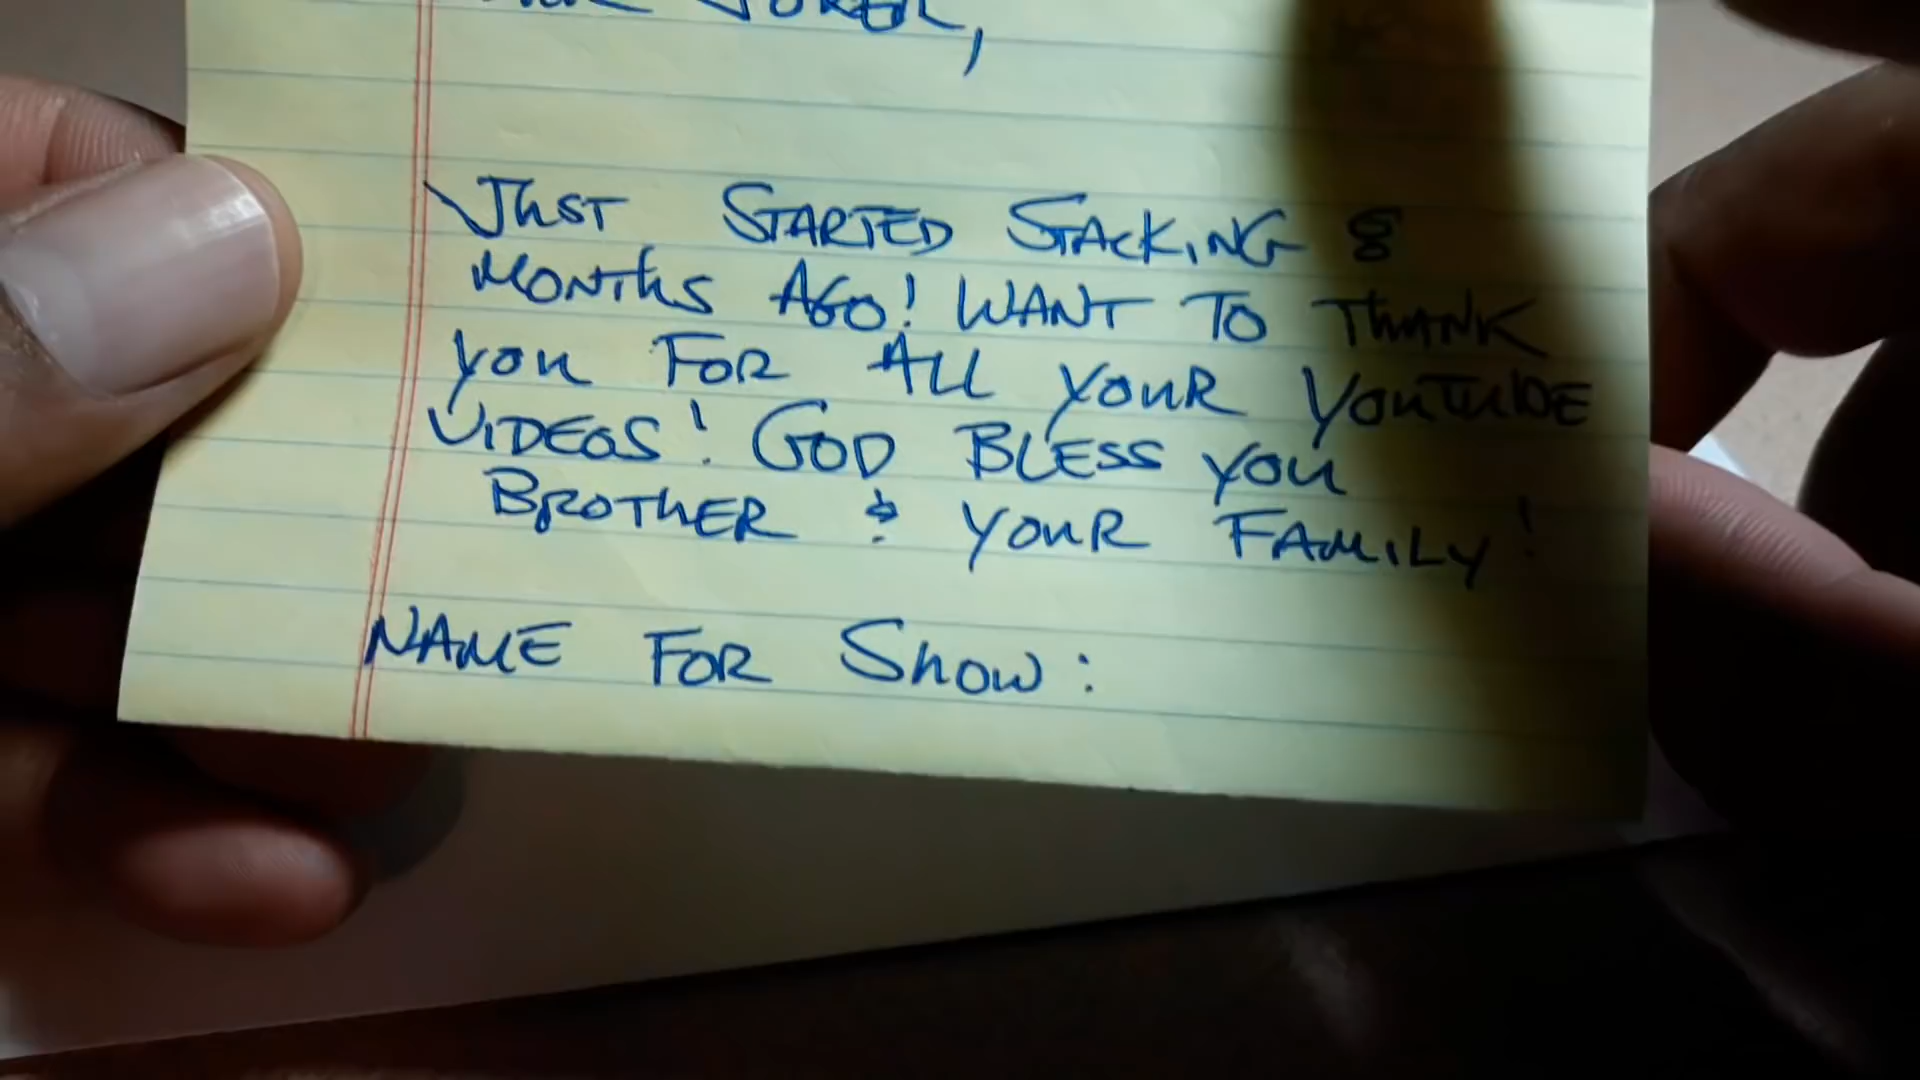 JOKER,
JUST STARTED STACKING 8
MONTHS AGO! WANT TO THANK
YOU FOR ALL YOUR YOUTUBE
VIDEOS! GOD BLESS YOU
BROTHER & YOUR FAMILY!
NAME FOR SHOW: